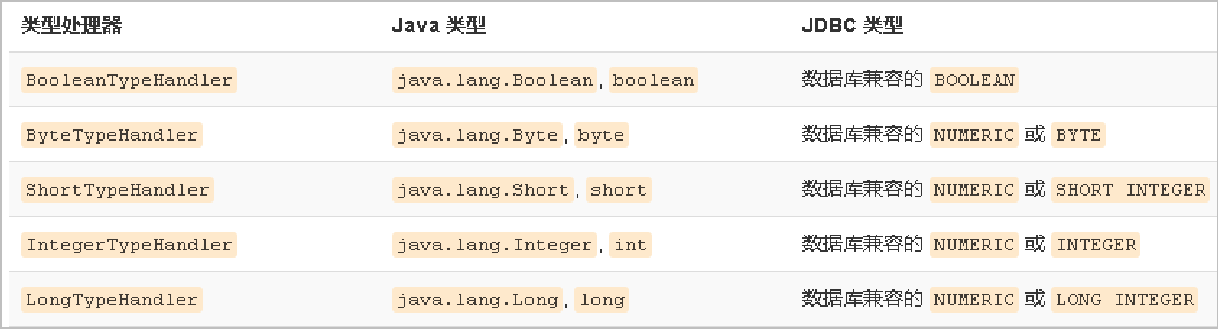 类型处理器 Java 类型 JDBC 类型
BooleanTypeHandler java.lang.Boolean, boolean 数据库兼容的 BOOLEAN
ByteTypeHandler java.lang.Byte, byte 数据库兼容的 NUMERIC 或 BYTE
ShortTypeHandler java.lang.Short, short 数据库兼容的 NUMERIC 或 SHORT INTEGER
IntegerTypeHandler java.lang.Integer, int 数据库兼容的 NUMERIC 或 INTEGER
LongTypeHandler java.lang.Long, long 数据库兼容的 NUMERIC 或 LONG INTEGER